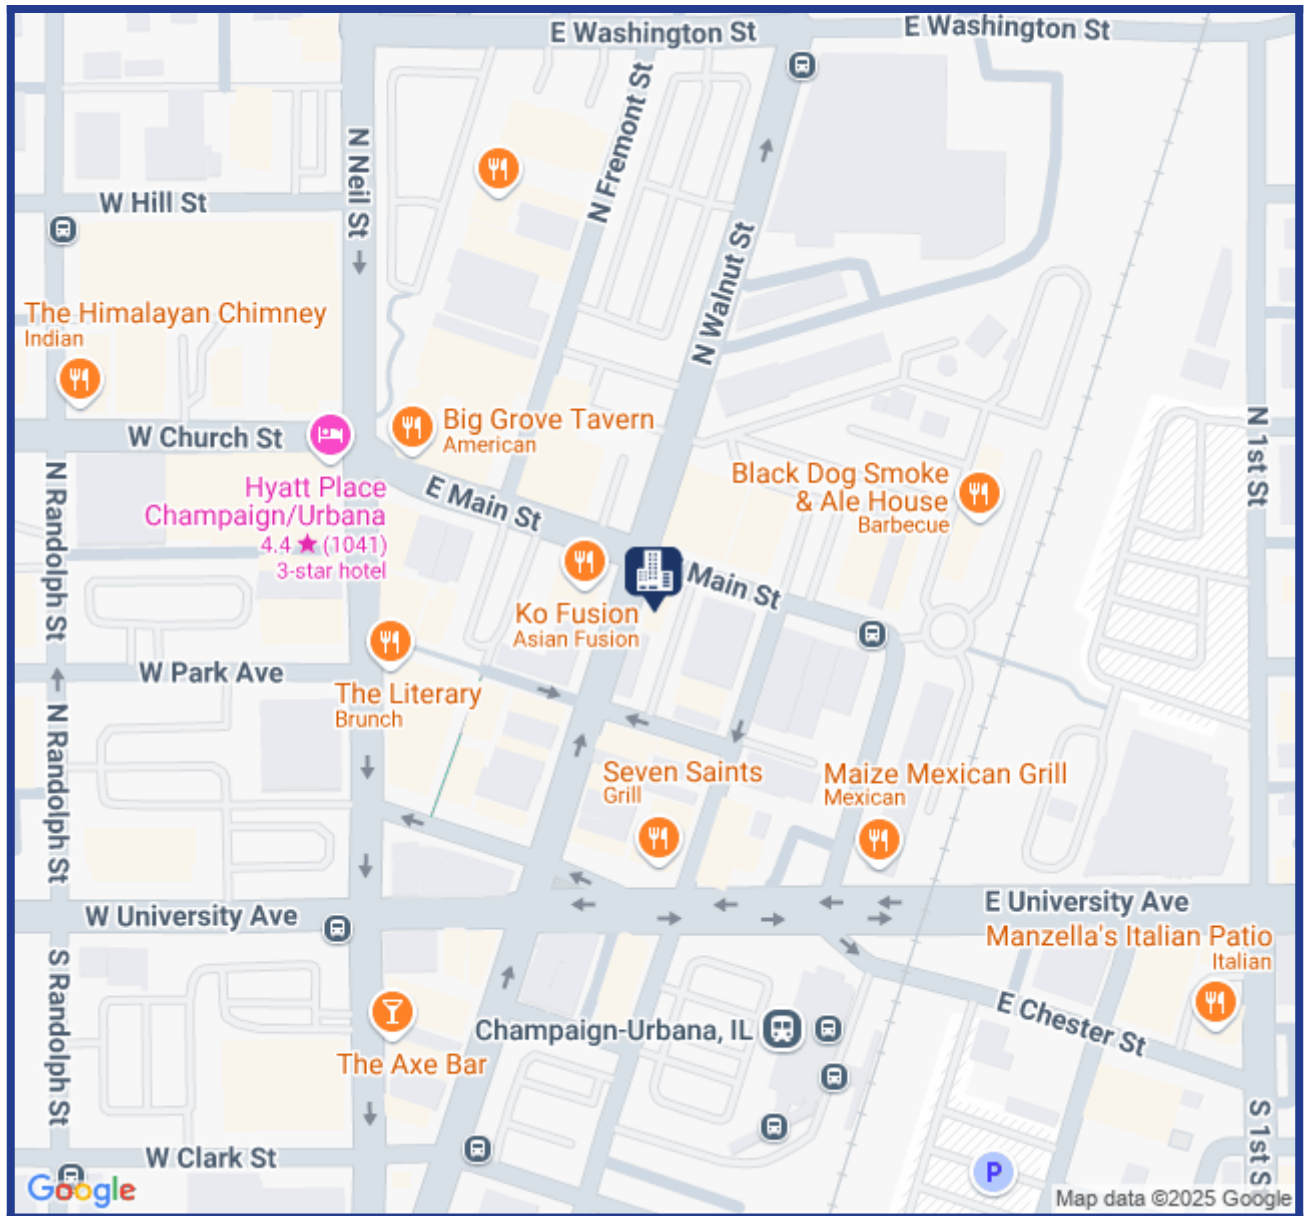 E Washington St
E Washington St
N Fremont St
N Neil St
W Hill St
N Walnut St
The Himalayan Chimney
Indian
W Church St
Big Grove Tavern
American
N 1st St
N Randolph St
Hyatt Place
Champaign/Urbana
4.4 ★ (1041)
3-star hotel
E Main St
Black Dog Smoke
& Ale House
Barbecue
Main St
Ko Fusion
Asian Fusion
W Park Ave
The Literary
Brunch
N Randolph St
Seven Saints
Grill
Maize Mexican Grill
Mexican
W University Ave
E University Ave
Manzella's Italian Patio
Italian
S Randolph St
E Chester St
Champaign-Urbana, IL
The Axe Bar
S 1st S
W Clark St
P
Google
Map data ©2025 Google